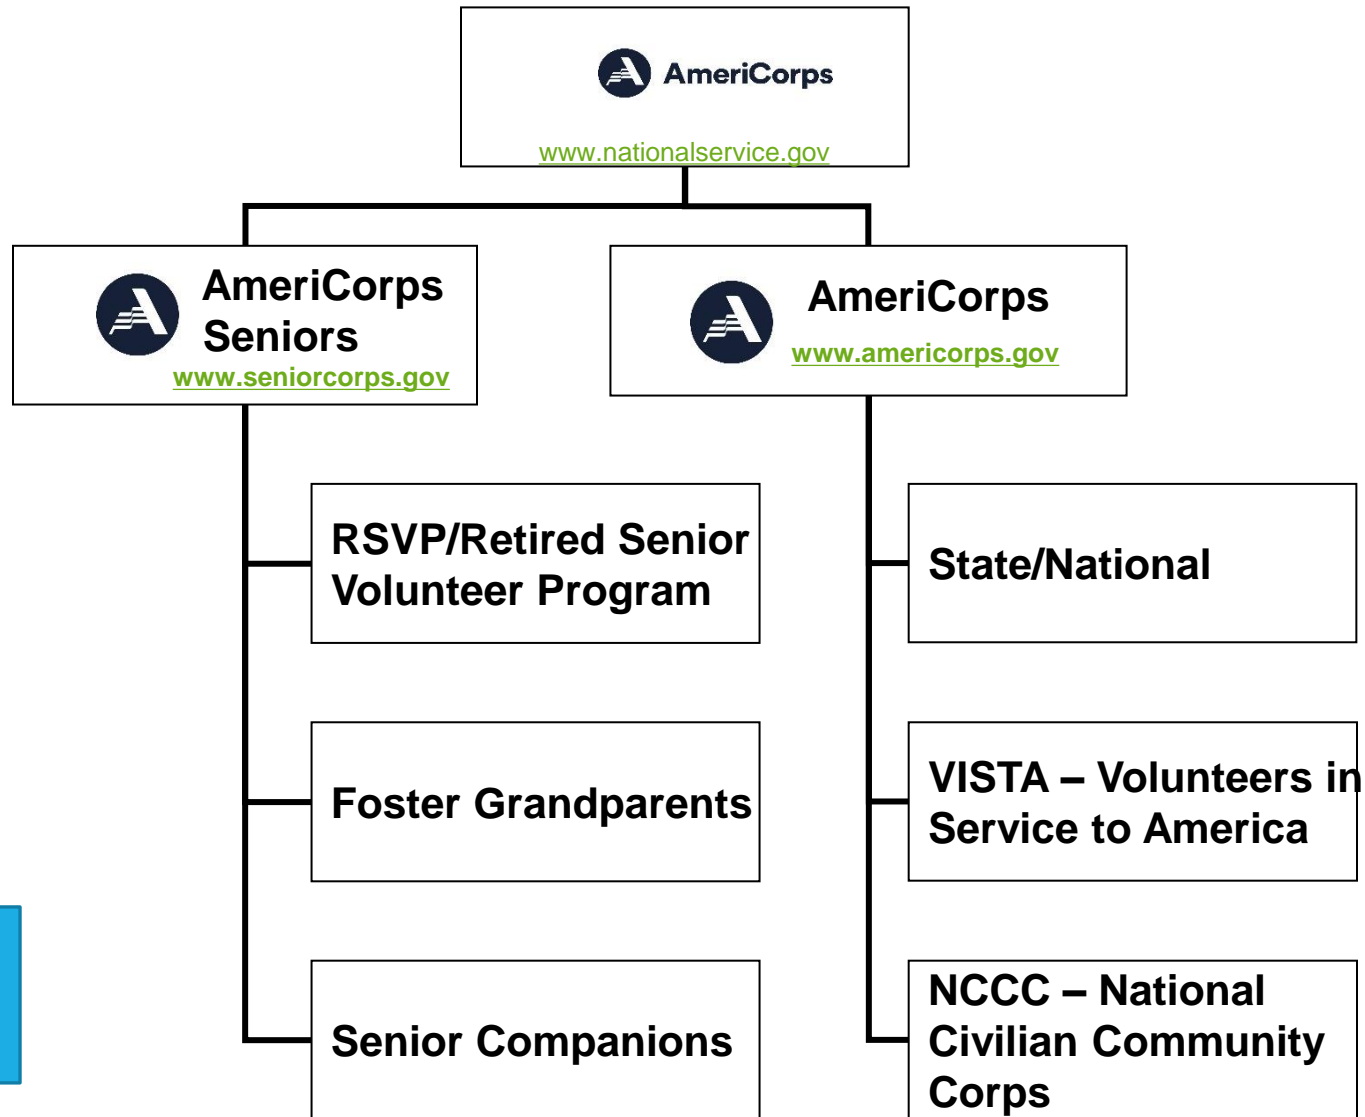 AmeriCorps
www.nationalservice.gov
AmeriCorps
Seniors
www.seniorcorps.gov
AmeriCorps
www.americorps.gov
RSVP/Retired Senior
Volunteer Program
State/National
Foster Grandparents
VISTA – Volunteers in
Service to America
Senior Companions
NCCC – National
Civilian Community
Corps